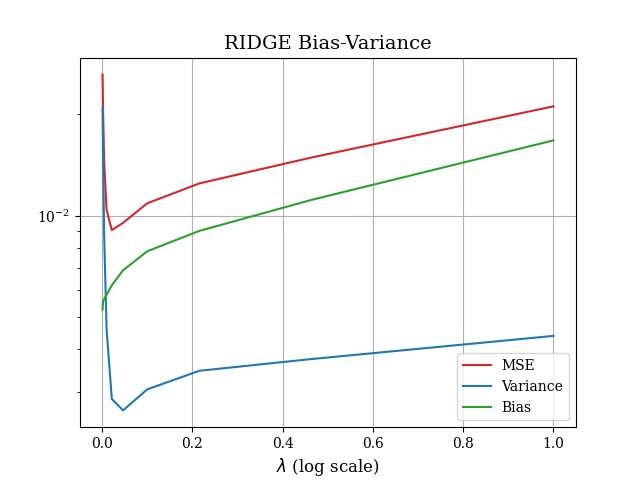 RIDGE Bias-Variance
10⁻²
MSE
Variance
Bias
0.0 0.2 0.4 0.6 0.8 1.0
λ (log scale)